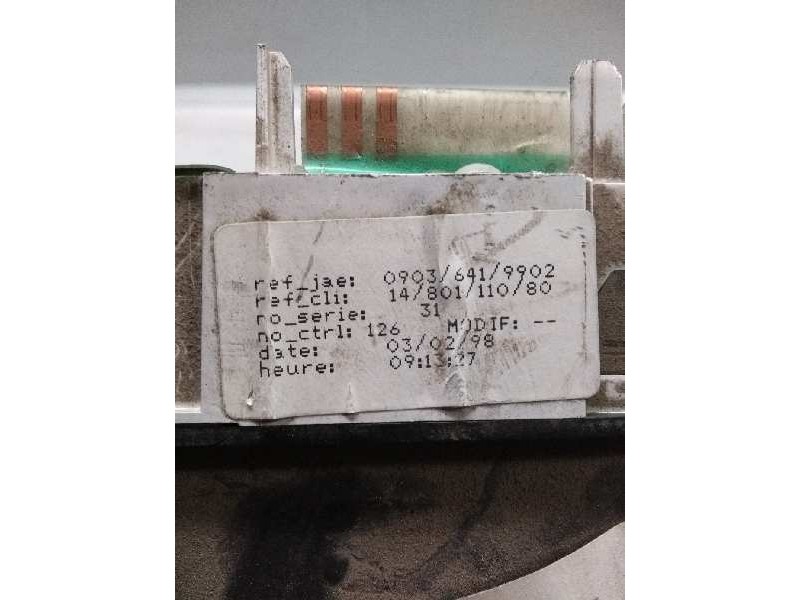 ref_jae: 0903/641/9902
ref_cli: 14/801/110/80
no_serie: 31
no_ctrl: 126 MODIF: --
date: 03/02/98
heure: 09:13:27